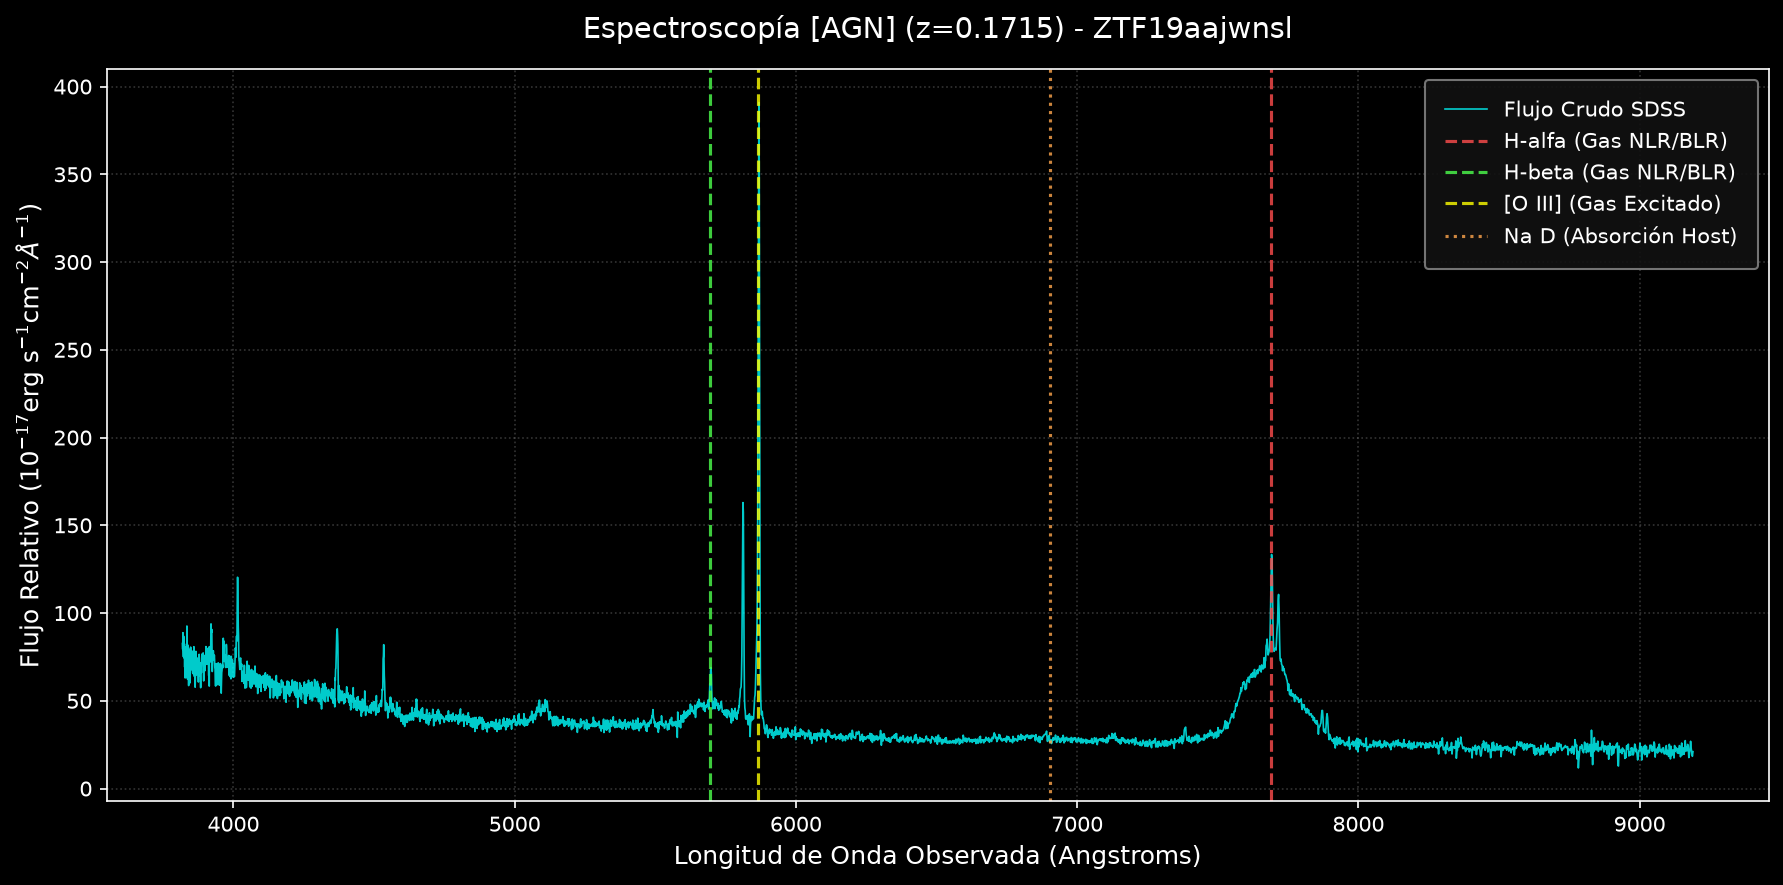 Espectroscopía [AGN] (z=0.1715) - ZTF19aajwnsl
Flujo Crudo SDSS
H-alfa (Gas NLR/BLR)
H-beta (Gas NLR/BLR)
[O III] (Gas Excitado)
Na D (Absorción Host)
Flujo Relativo (10⁻¹⁷erg s⁻¹cm⁻²Å⁻¹)
400
350
300
250
200
150
100
50
0
4000 5000 6000 7000 8000 9000
Longitud de Onda Observada (Angstroms)